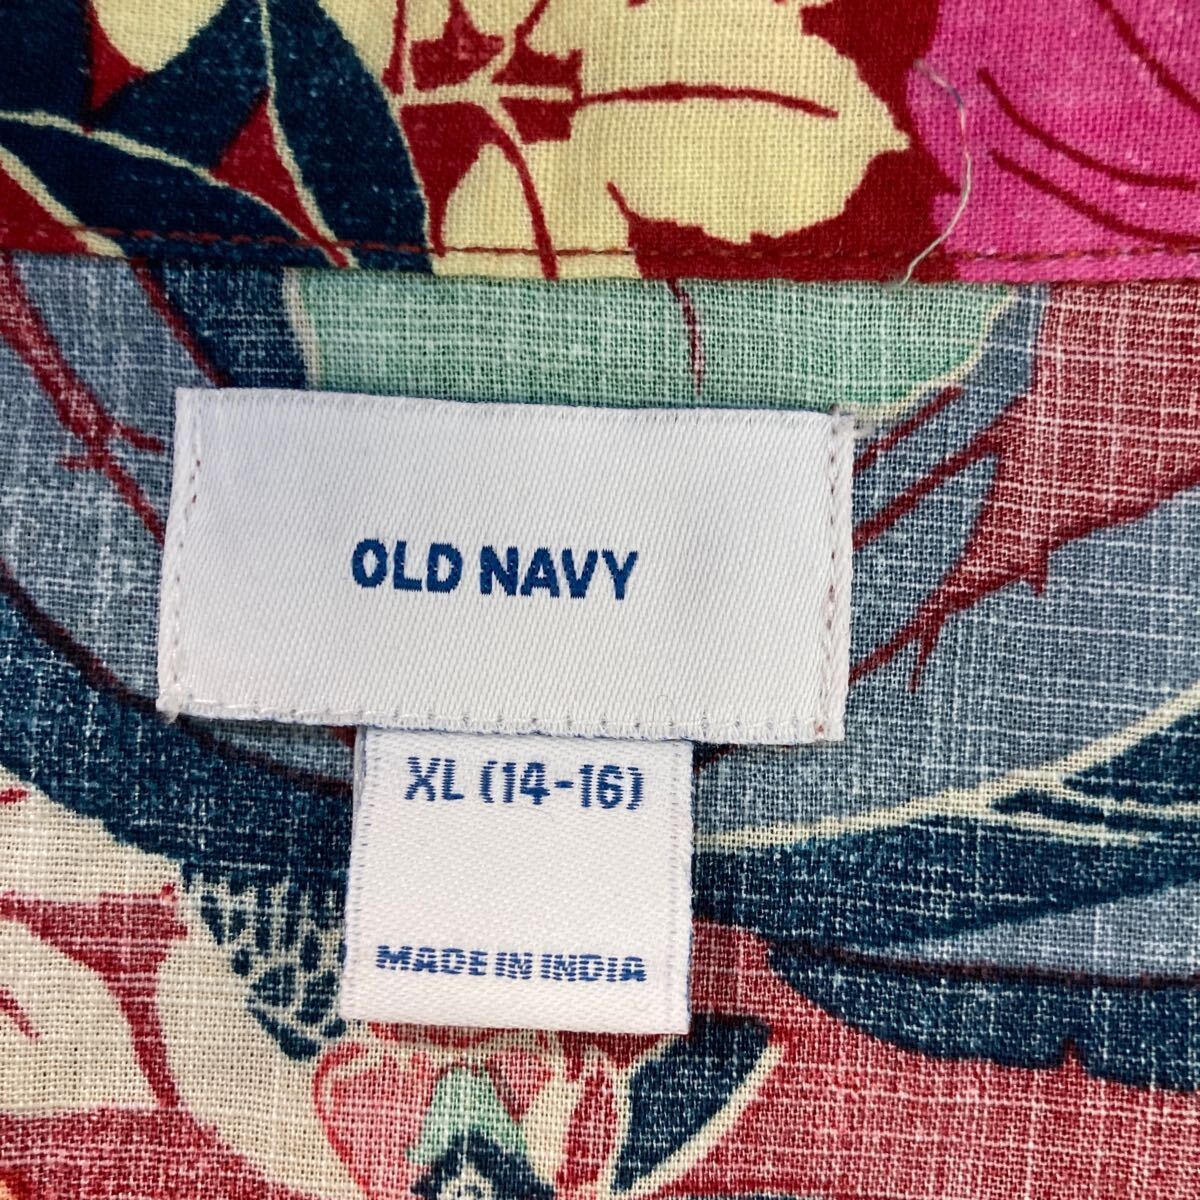 OLD NAVY
XL (14-16)
MADE IN INDIA